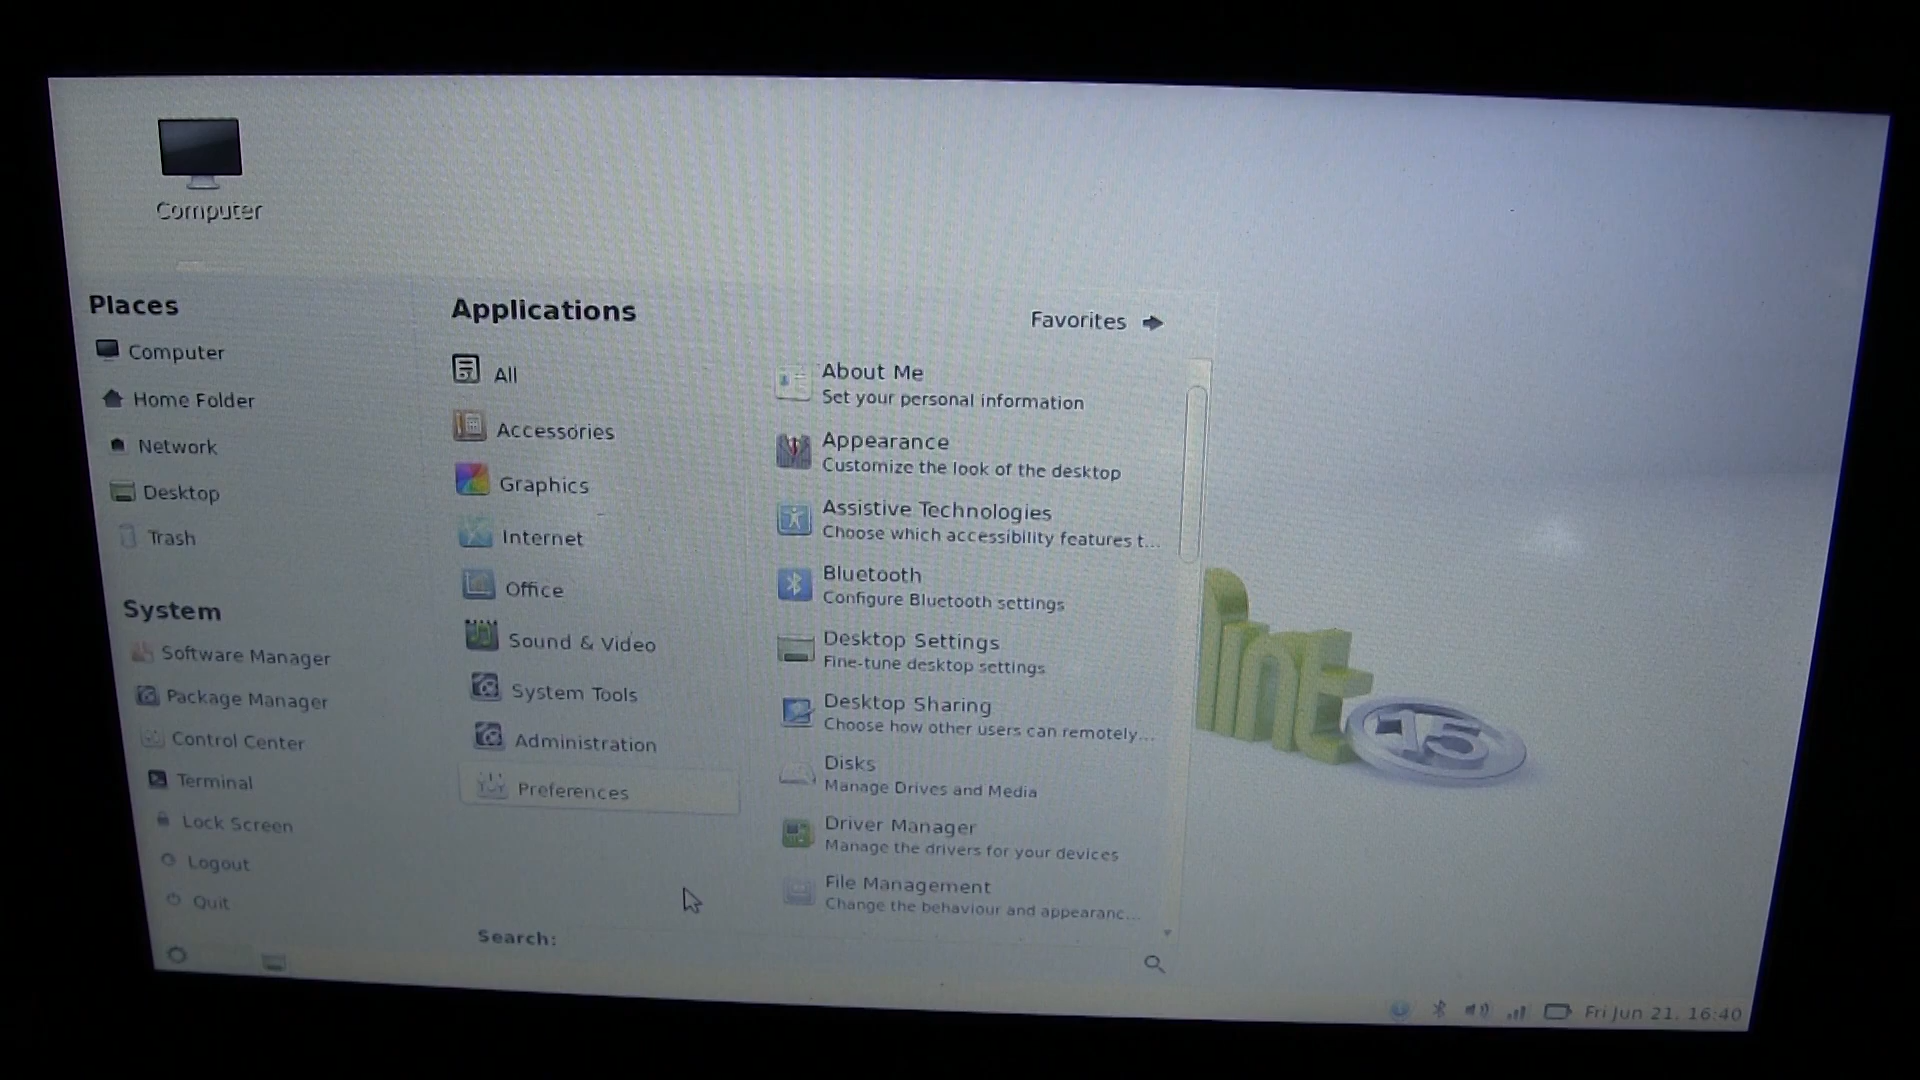 Computer
Places
Computer
Home Folder
Network
Desktop
Trash
System
Software Manager
Package Manager
Control Center
Terminal
Lock Screen
Logout
Quit
Applications
Favorites
All
Accessories
Graphics
Internet
Office
Sound & Video
System Tools
Administration
Preferences
About Me
Set your personal information
Appearance
Customize the look of the desktop
Assistive Technologies
Choose which accessibility features t...
Bluetooth
Configure Bluetooth settings
Desktop Settings
Fine-tune desktop settings
Desktop Sharing
Choose how other users can remotely...
Disks
Manage Drives and Media
Driver Manager
Manage the drivers for your devices
File Management
Change the behaviour and appearanc...
Search:
int
15
Fri Jun 21, 16:40